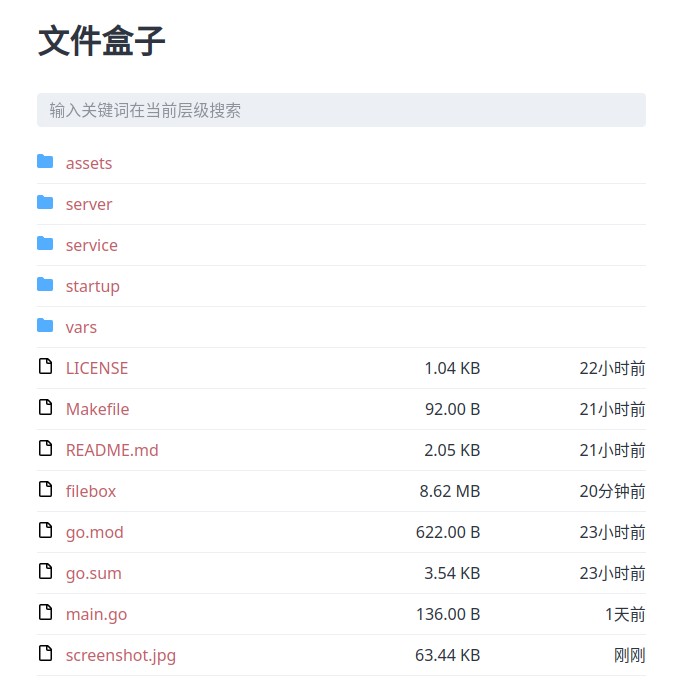 文件盒子
输入关键词在当前层级搜索
assets
server
service
startup
vars
LICENSE 1.04 KB 22小时前
Makefile 92.00 B 21小时前
README.md 2.05 KB 21小时前
filebox 8.62 MB 20分钟前
go.mod 622.00 B 23小时前
go.sum 3.54 KB 23小时前
main.go 136.00 B 1天前
screenshot.jpg 63.44 KB 刚刚